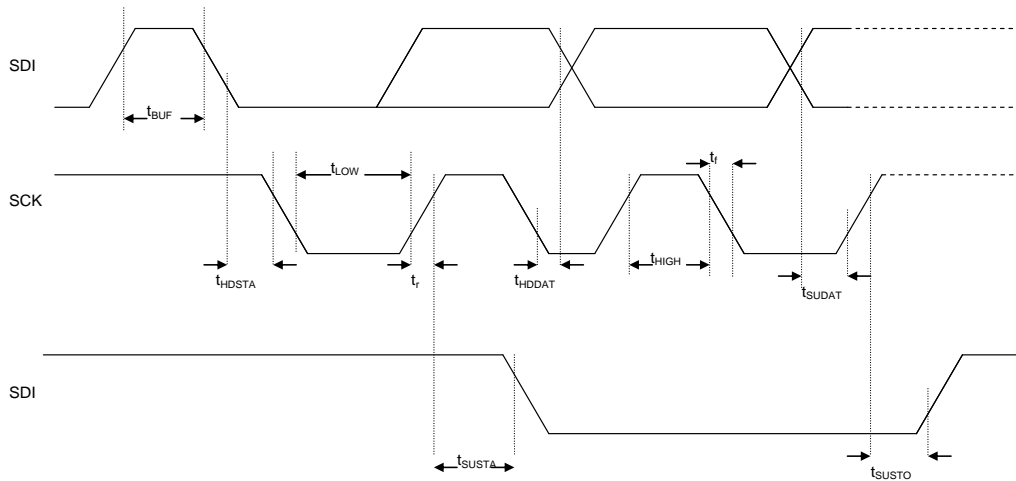 SDI
tBUF
tLOW
tf
SCK
tHDSTA
tr
tHDDAT
tHIGH
tSUDAT
SDI
tSUSTA
tSUSTO